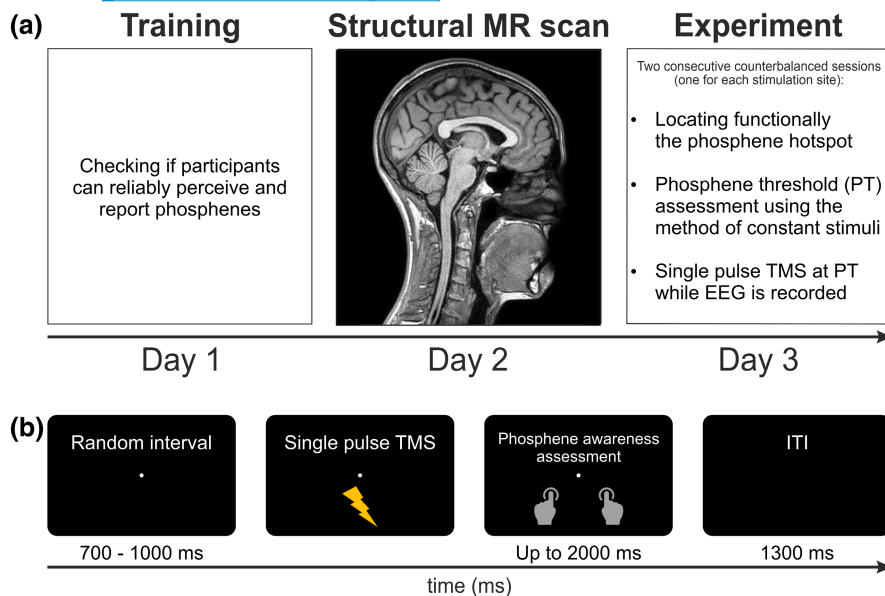 (a)
Training
Structural MR scan
Experiment
Checking if participants
can reliably perceive and
report phosphenes
Two consecutive counterbalanced sessions
(one for each stimulation site):
• Locating functionally
the phosphene hotspot
• Phosphene threshold (PT)
assessment using the
method of constant stimuli
• Single pulse TMS at PT
while EEG is recorded
Day 1
Day 2
Day 3
(b)
Random interval
Single pulse TMS
Phosphene awareness
assessment
ITI
700 - 1000 ms
Up to 2000 ms
1300 ms
time (ms)